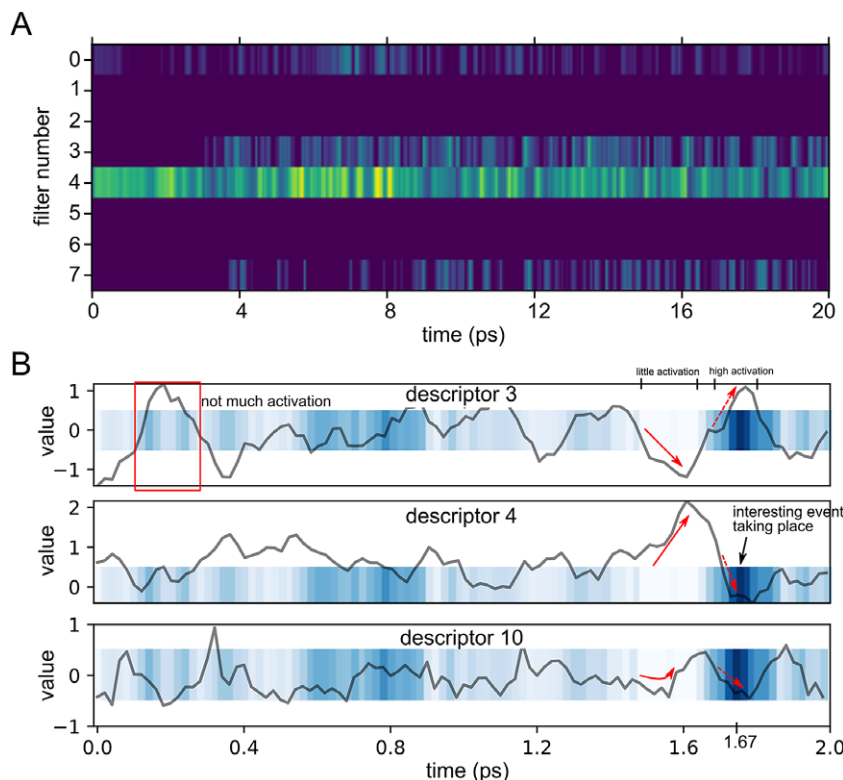 A
filter number
0
1
2
3
4
5
6
7
0
4
8
12
16
20
time (ps)
B
little activation
high activation
not much activation
descriptor 3
value
1
0
−1
descriptor 4
interesting event
taking place
value
2
1
0
descriptor 10
value
1
0
−1
0.0
0.4
0.8
1.2
1.6
1.67
2.0
time (ps)